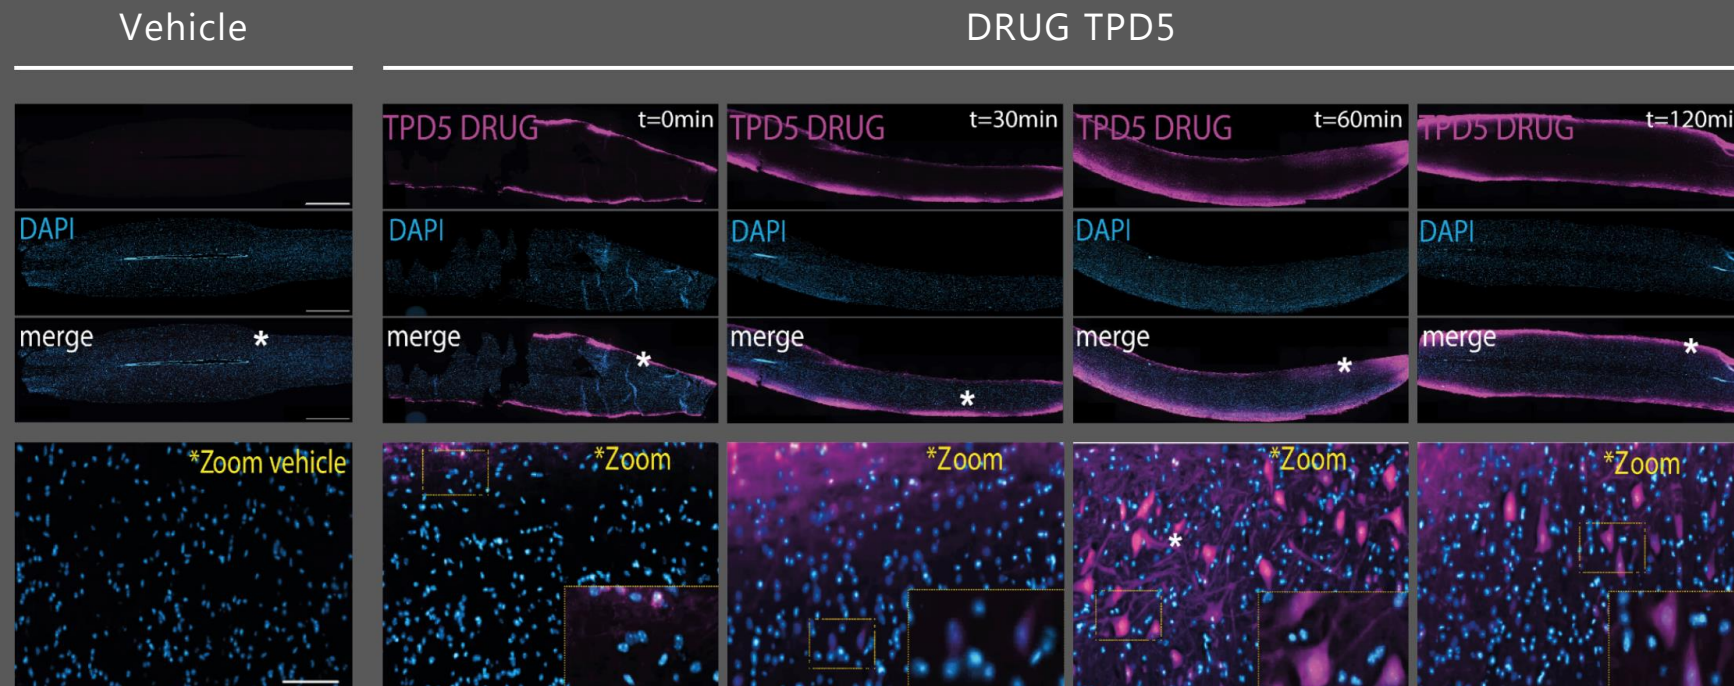 Vehicle
DRUG TPD5
TPD5 DRUG t=0min
TPD5 DRUG t=30min
TPD5 DRUG t=60min
TPD5 DRUG t=120mi
DAPI
DAPI
DAPI
DAPI
DAPI
merge *
merge *
merge *
merge *
merge *
*Zoom vehicle
*Zoom
*Zoom
*Zoom
*
*Zoom